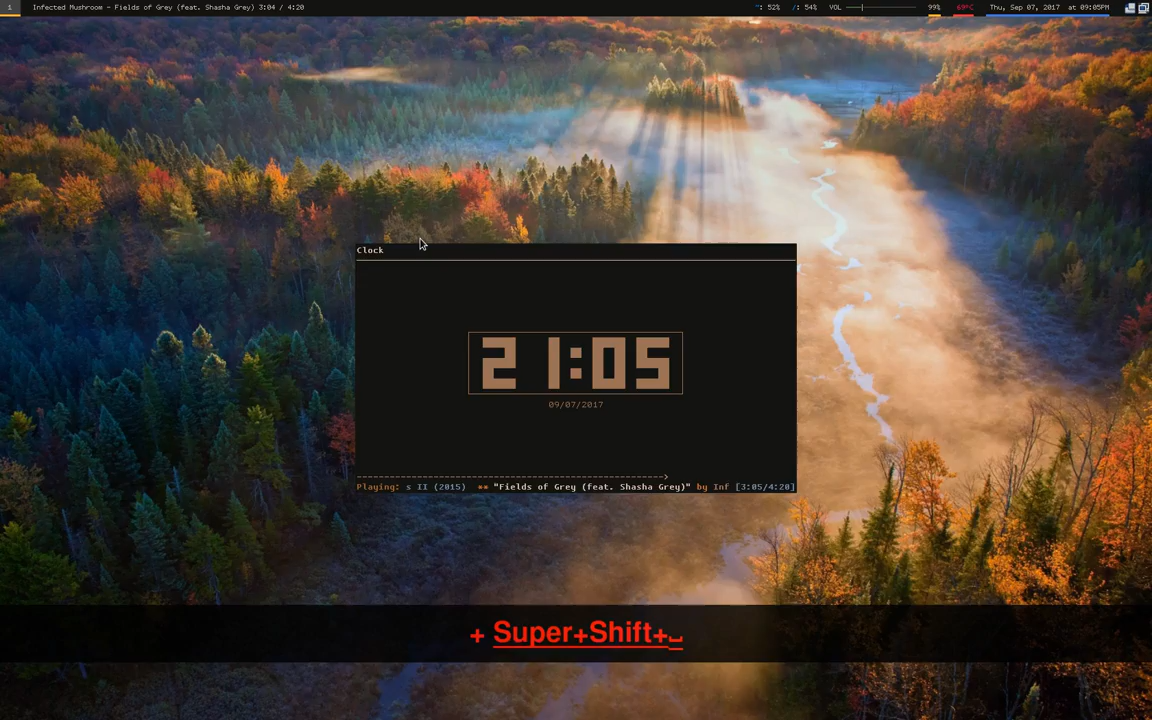 1 Infected Mushroom - Fields of Grey (feat. Shasha Grey) 3:04 / 4:20 ~: 52% /: 54% VOL 99% 69°C Thu, Sep 07, 2017 at 09:05PM
Clock
21:05
09/07/2017
Playing: s II (2015) ** "Fields of Grey (feat. Shasha Grey)" by Inf [3:05/4:20]
+ Super+Shift+␣